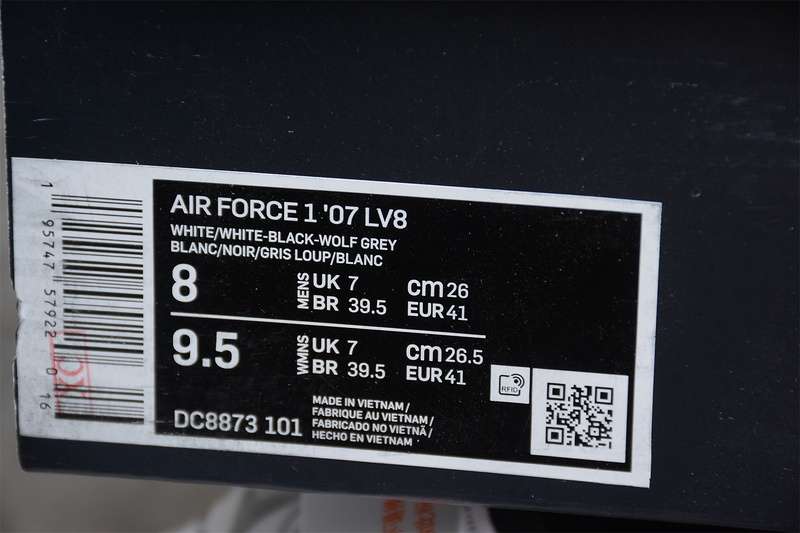 AIR FORCE 1 '07 LV8
WHITE/WHITE-BLACK-WOLF GREY
BLANC/NOIR/GRIS LOUP/BLANC
8 MENS UK 7 cm 26
BR 39.5 EUR 41
9.5 WMNS UK 7 cm 26.5
BR 39.5 EUR 41
RFID
DC8873 101
MADE IN VIETNAM/
FABRIQUE AU VIETNAM/
FABRICADO NO VIETNÃ/
HECHO EN VIETNAM
1 95747 57922 0 16